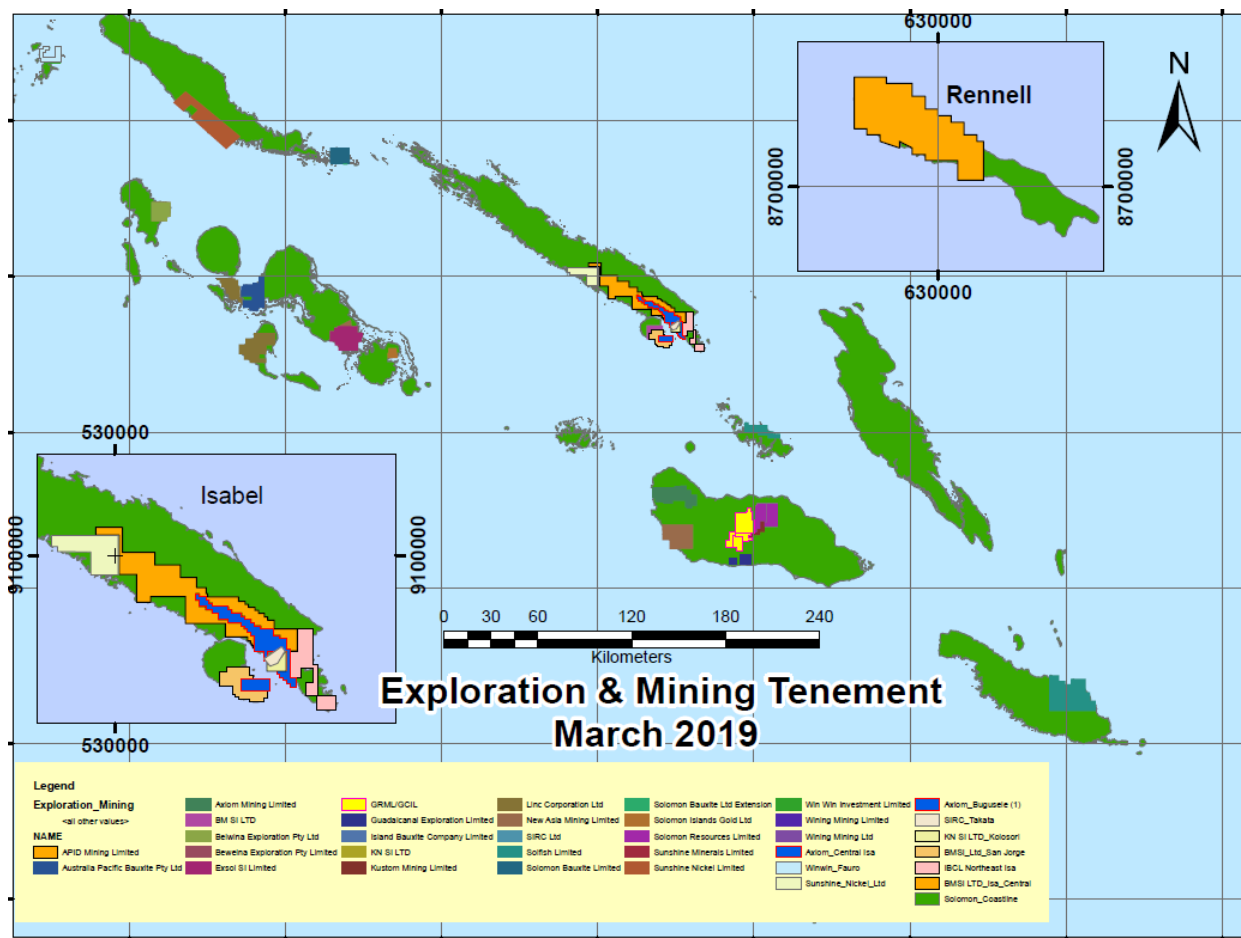 630000
N
Rennell
8700000
8700000
630000
530000
Isabel
9100000
9100000
0 30 60 120 180 240
Kilometers
Exploration & Mining Tenement
March 2019
530000
Legend
Exploration_Mining
<all other values>
NAME
APID Mining Limited
Australia Pacific Bauxite Pty Ltd
Axiom Mining Limited
BM SI LTD
Belwina Exploration Pty Ltd
Bewelna Exploration Pty Limited
Exsol SI Limited
GRML/GCIL
Guadalcanal Exploration Limited
Island Bauxite Company Limited
KN SI LTD
Kustom Mining Limited
Linc Corporation Ltd
New Asia Mining Limited
SIRC Ltd
Solfish Limited
Solomon Bauxite Limited
Solomon Bauxite Ltd Extension
Solomon Islands Gold Ltd
Solomon Resources Limited
Sunshine Minerals Limited
Sunshine Nickel Limited
Win Win Investment Limited
Wining Mining Limited
Wining Mining Ltd
Axiom_Central Isa
Winwin_Fauro
Sunshine_Nickel_Ltd
Axiom_Bugusele (1)
SIRC_Takata
KN SI LTD_Kolosori
BMSI_Ltd_San Jorge
IBCL Northeast Isa
BMSI LTD_Isa_Central
Solomon_Coastline